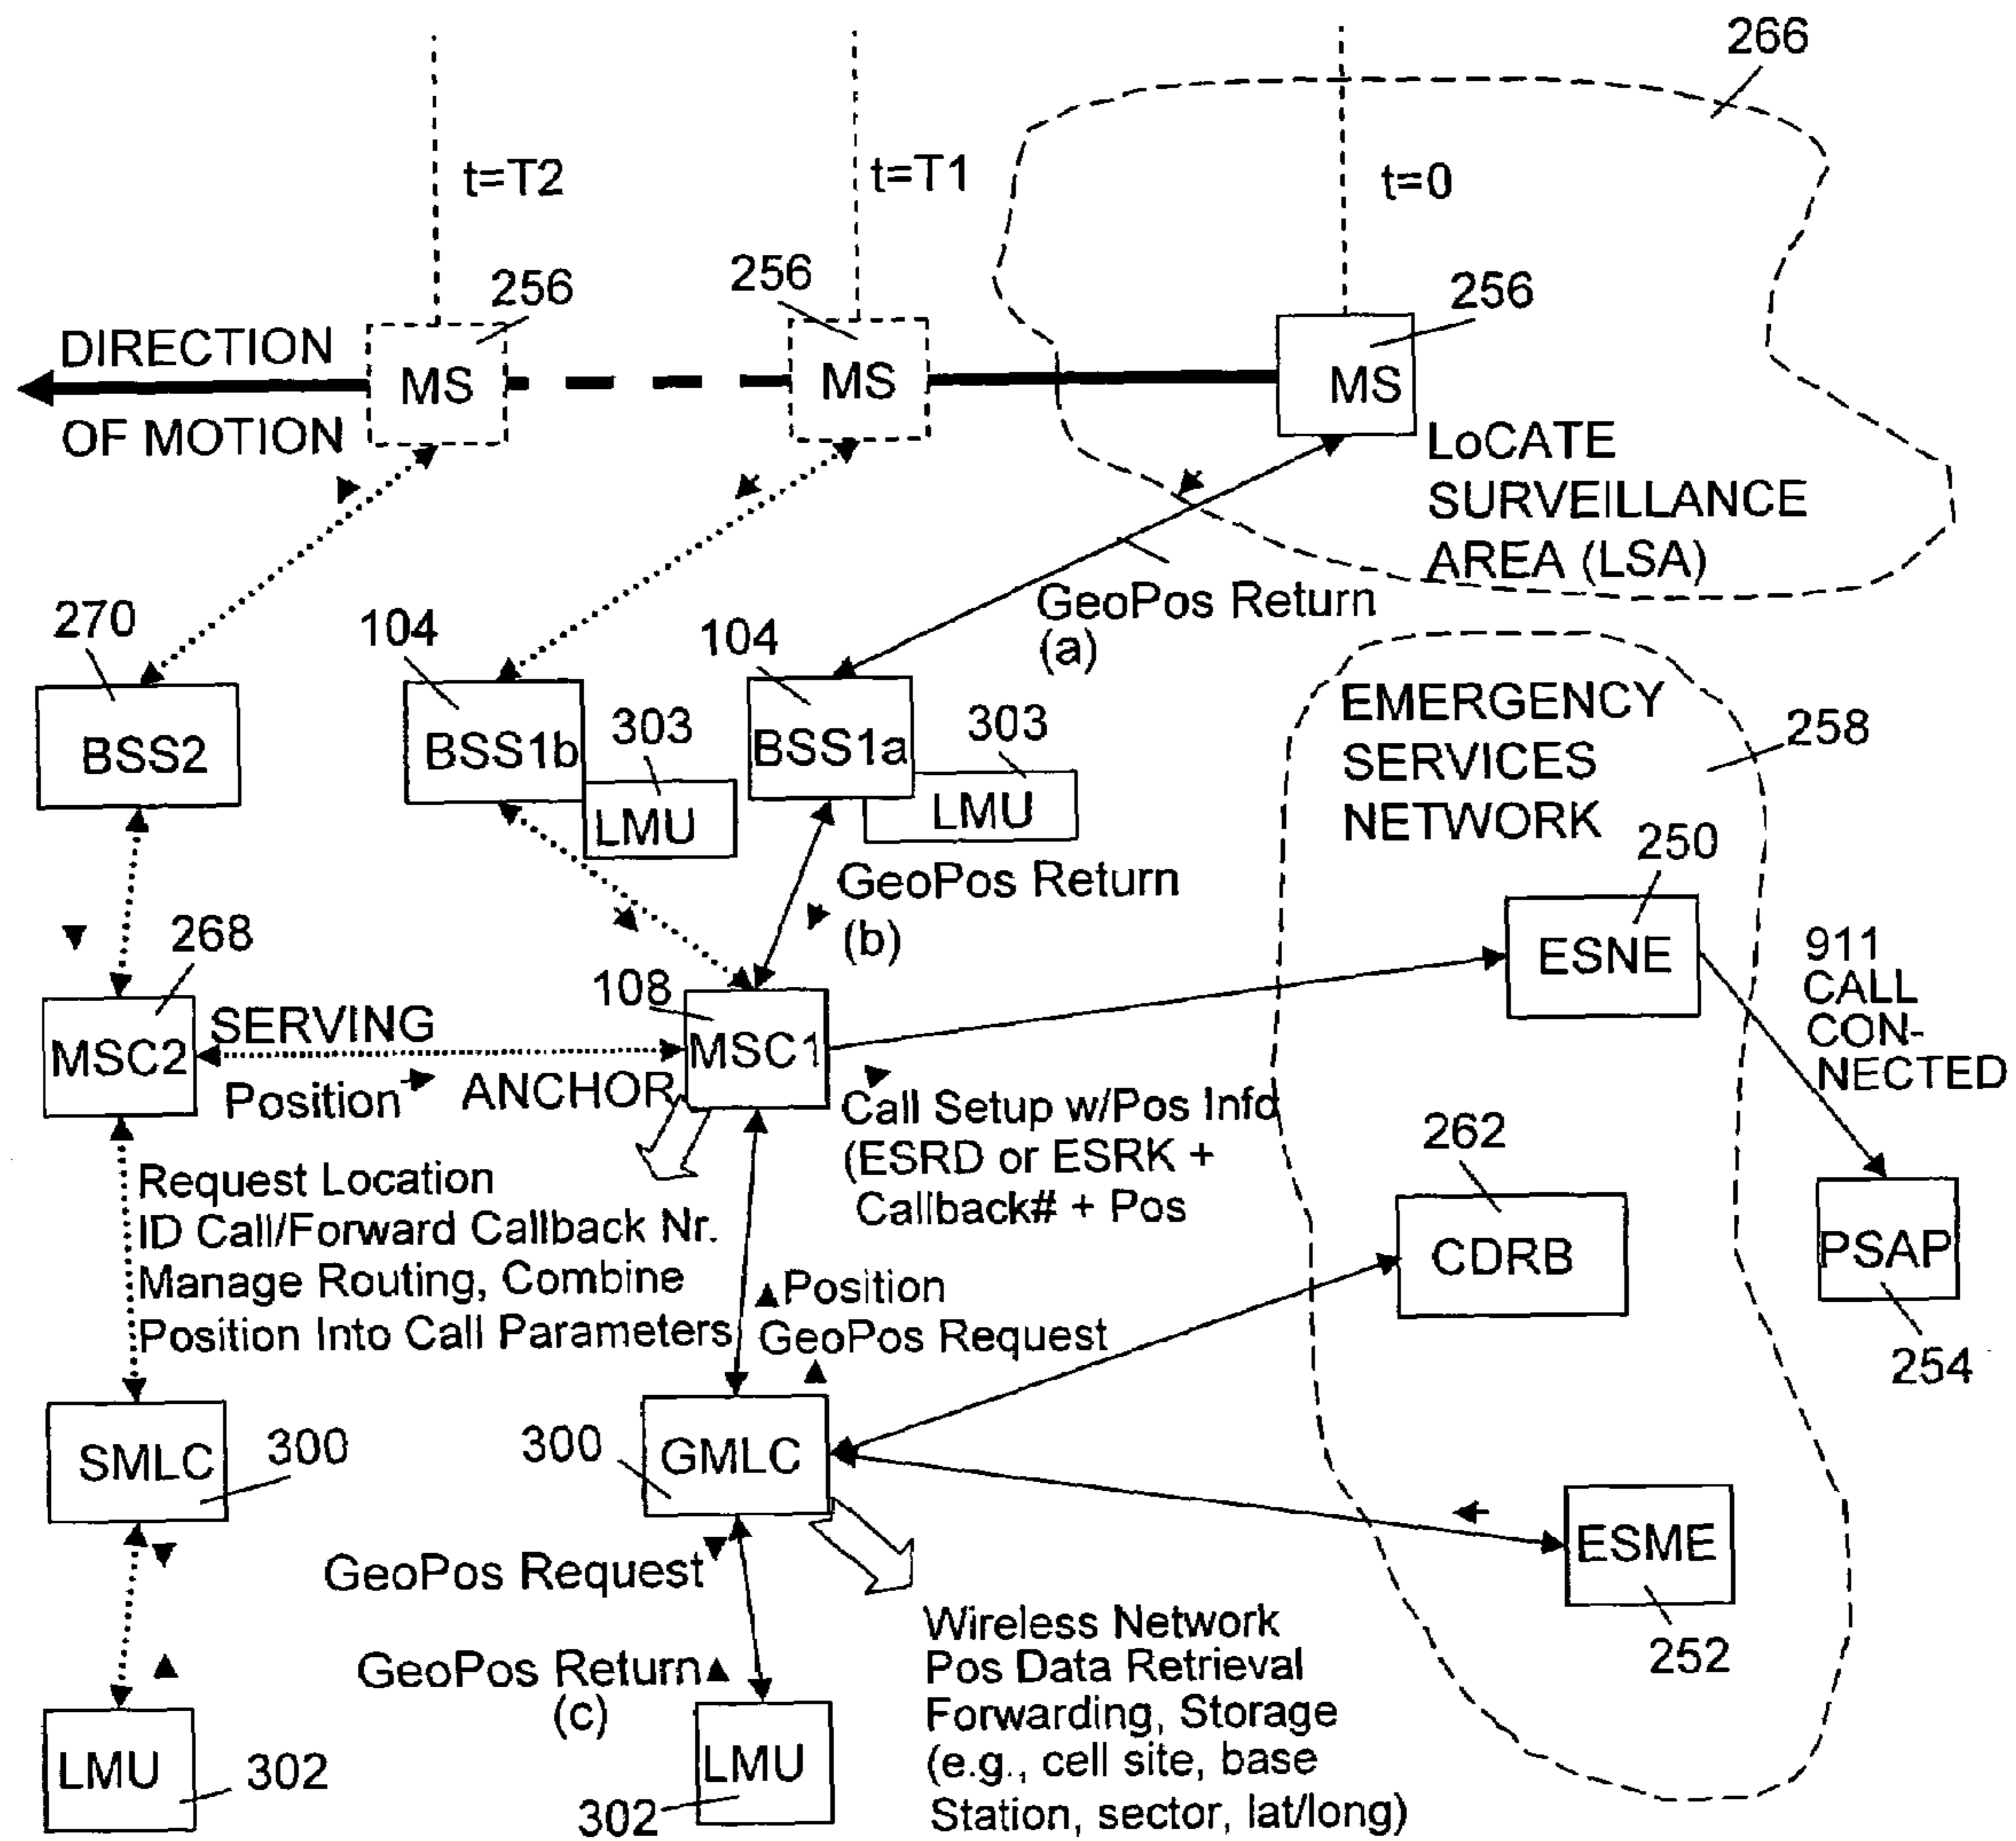 266
t=T2
t=T1
t=0
256
256
256
DIRECTION
OF MOTION
MS
MS
MS
LoCATE
SURVEILLANCE
AREA (LSA)
GeoPos Return
(a)
270
104
104
BSS2
BSS1b
303
LMU
BSS1a
303
LMU
EMERGENCY
SERVICES
NETWORK
258
250
ESNE
GeoPos Return
(b)
911
CALL
CON-
NECTED
268
MSC2
SERVING
Position
ANCHOR
108
MSC1
Call Setup w/Pos Info
(ESRD or ESRK +
Callback# + Pos
262
CDRB
PSAP
254
Request Location
ID Call/Forward Callback Nr.
Manage Routing, Combine
Position Into Call Parameters
Position
GeoPos Request
SMLC
300
300
GMLC
ESME
252
GeoPos Request
GeoPos Return
(c)
Wireless Network
Pos Data Retrieval
Forwarding, Storage
(e.g., cell site, base
Station, sector, lat/long)
LMU
302
LMU
302